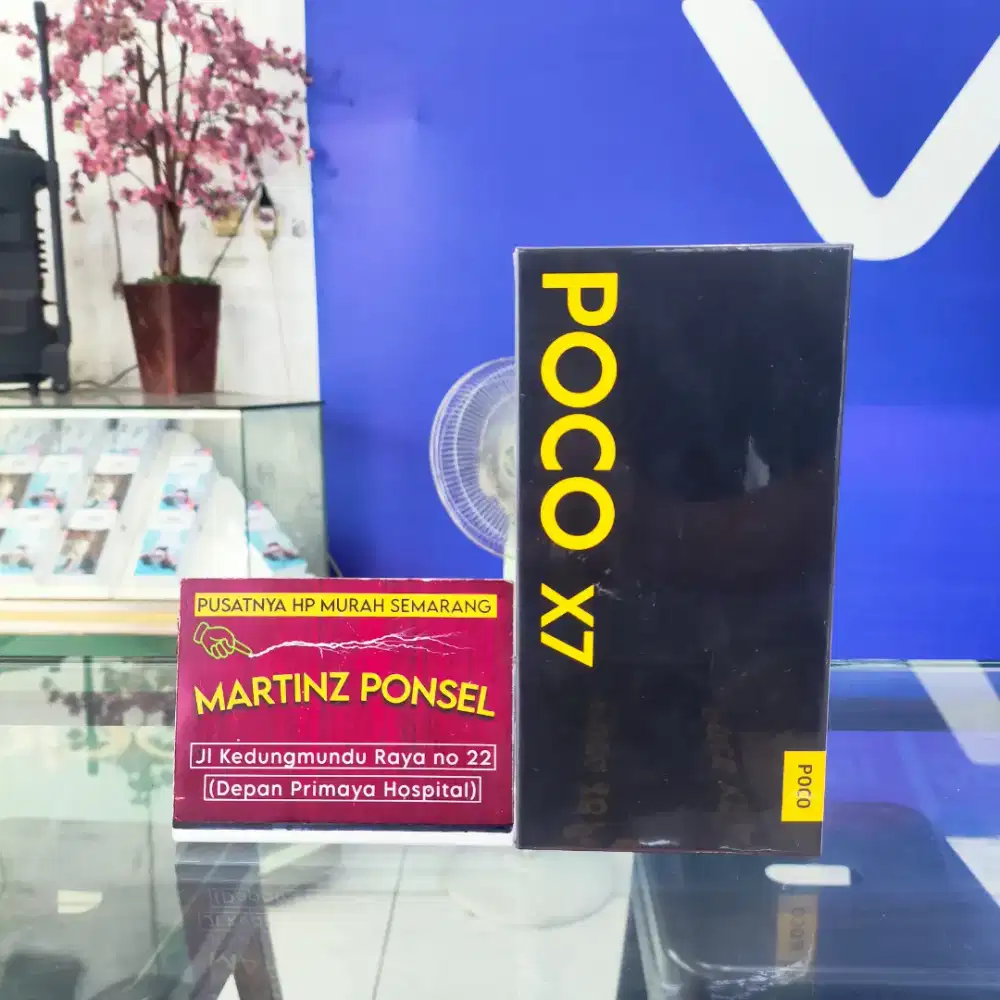 PUSATNYA HP MURAH SEMARANG
MARTINZ PONSEL
Jl Kedungmundu Raya no 22
(Depan Primaya Hospital)
POCO X7
POCO